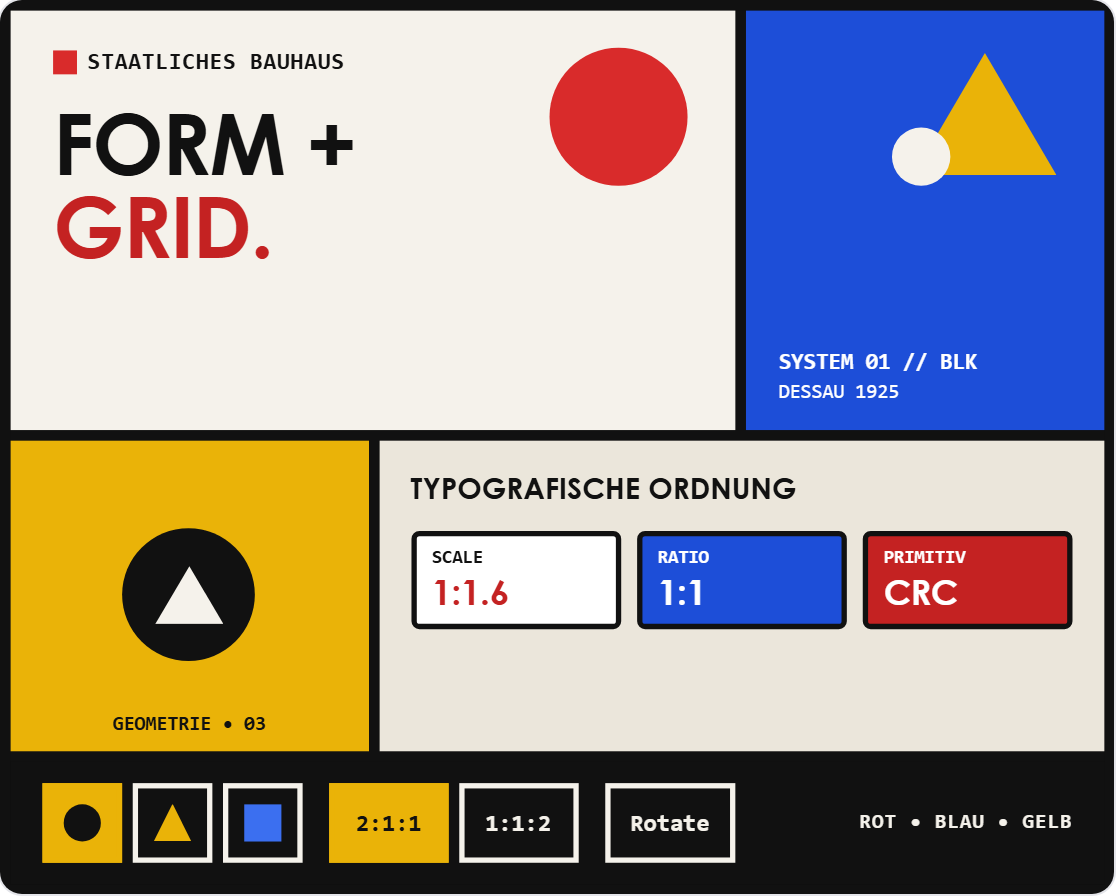 STAATLICHES BAUHAUS
FORM +
GRID.
SYSTEM 01 // BLK
DESSAU 1925
GEOMETRIE • 03
TYPOGRAFISCHE ORDNUNG
SCALE
1:1.6
RATIO
1:1
PRIMITIV
CRC
2:1:1
1:1:2
Rotate
ROT • BLAU • GELB